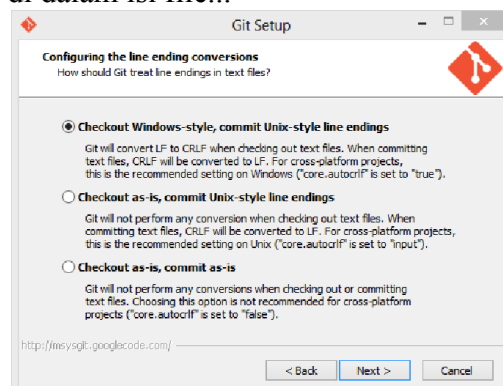 di dalam isi file...
Git Setup
Configuring the line ending conversions
How should Git treat line endings in text files?
Checkout Windows-style, commit Unix-style line endings
Git will convert LF to CRLF when checking out text files. When committing
text files, CRLF will be converted to LF. For cross-platform projects,
this is the recommended setting on Windows ("core.autocrlf" is set to "true").
Checkout as-is, commit Unix-style line endings
Git will not perform any conversion when checking out text files. When
committing text files, CRLF will be converted to LF. For cross-platform projects,
this is the recommended setting on Unix ("core.autocrlf" is set to "input").
Checkout as-is, commit as-is
Git will not perform any conversions when checking out or committing
text files. Choosing this option is not recommended for cross-platform
projects ("core.autocrlf" is set to "false").
http://msysgit.googlecode.com/
< Back Next > Cancel